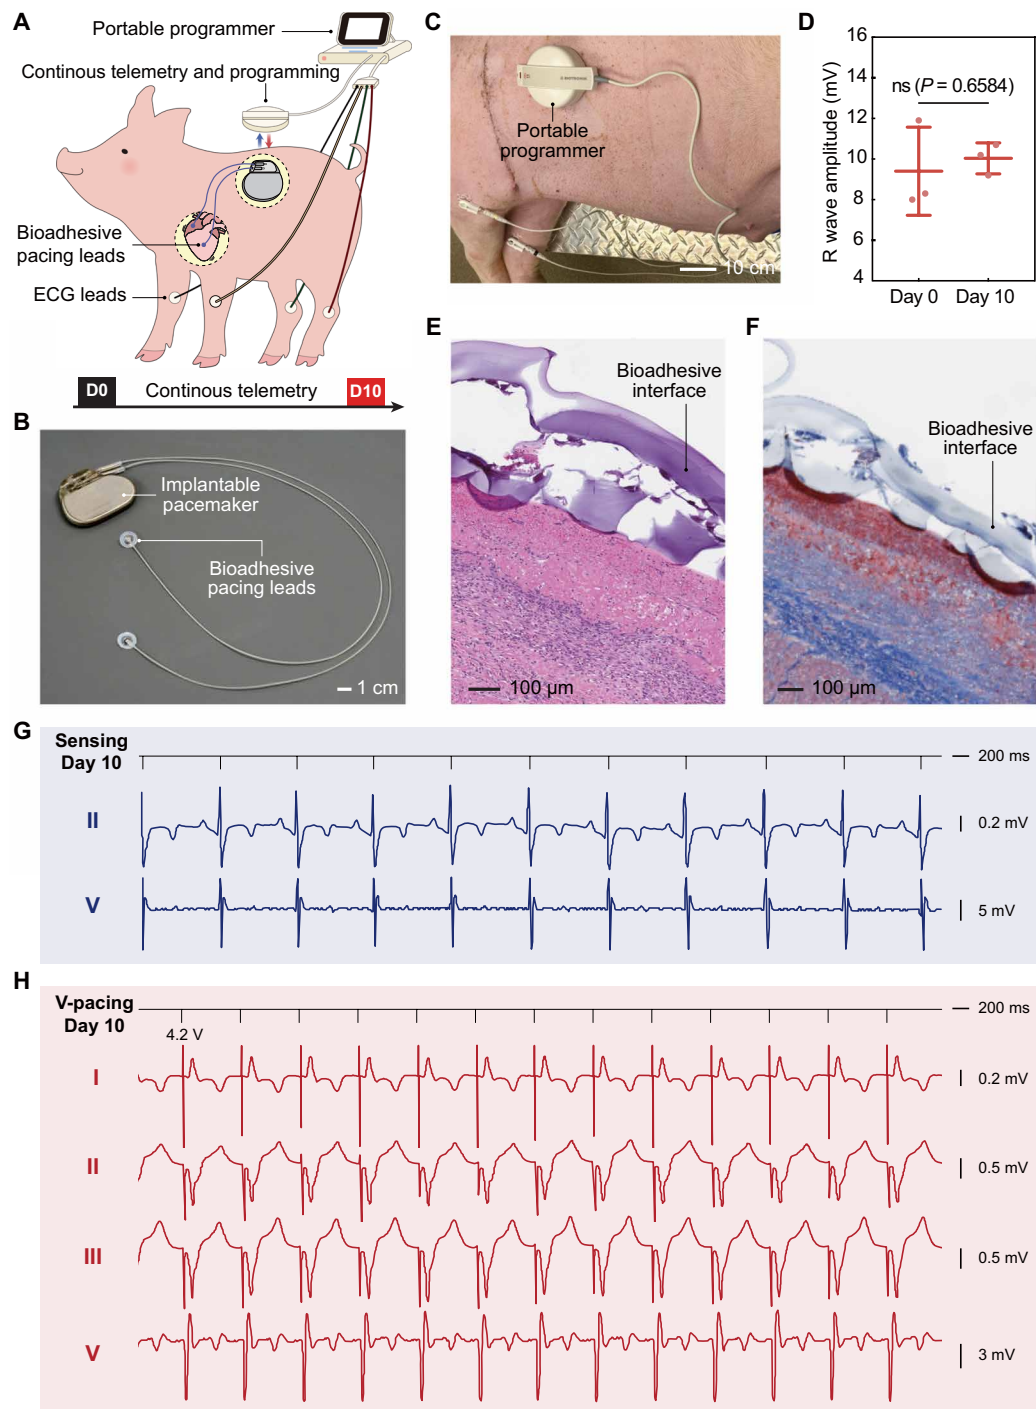 A
Portable programmer
Continous telemetry and programming
Bioadhesive
pacing leads
ECG leads
D0
Continous telemetry
D10
B
Implantable
pacemaker
Bioadhesive
pacing leads
1 cm
C
Portable
programmer
10 cm
D
R wave amplitude (mV)
16
14
12
10
8
6
4
ns (P = 0.6584)
Day 0
Day 10
E
Bioadhesive
interface
100 µm
F
Bioadhesive
interface
100 µm
G
Sensing
Day 10
200 ms
II
0.2 mV
V
5 mV
H
V-pacing
Day 10
200 ms
4.2 V
I
0.2 mV
II
0.5 mV
III
0.5 mV
V
3 mV